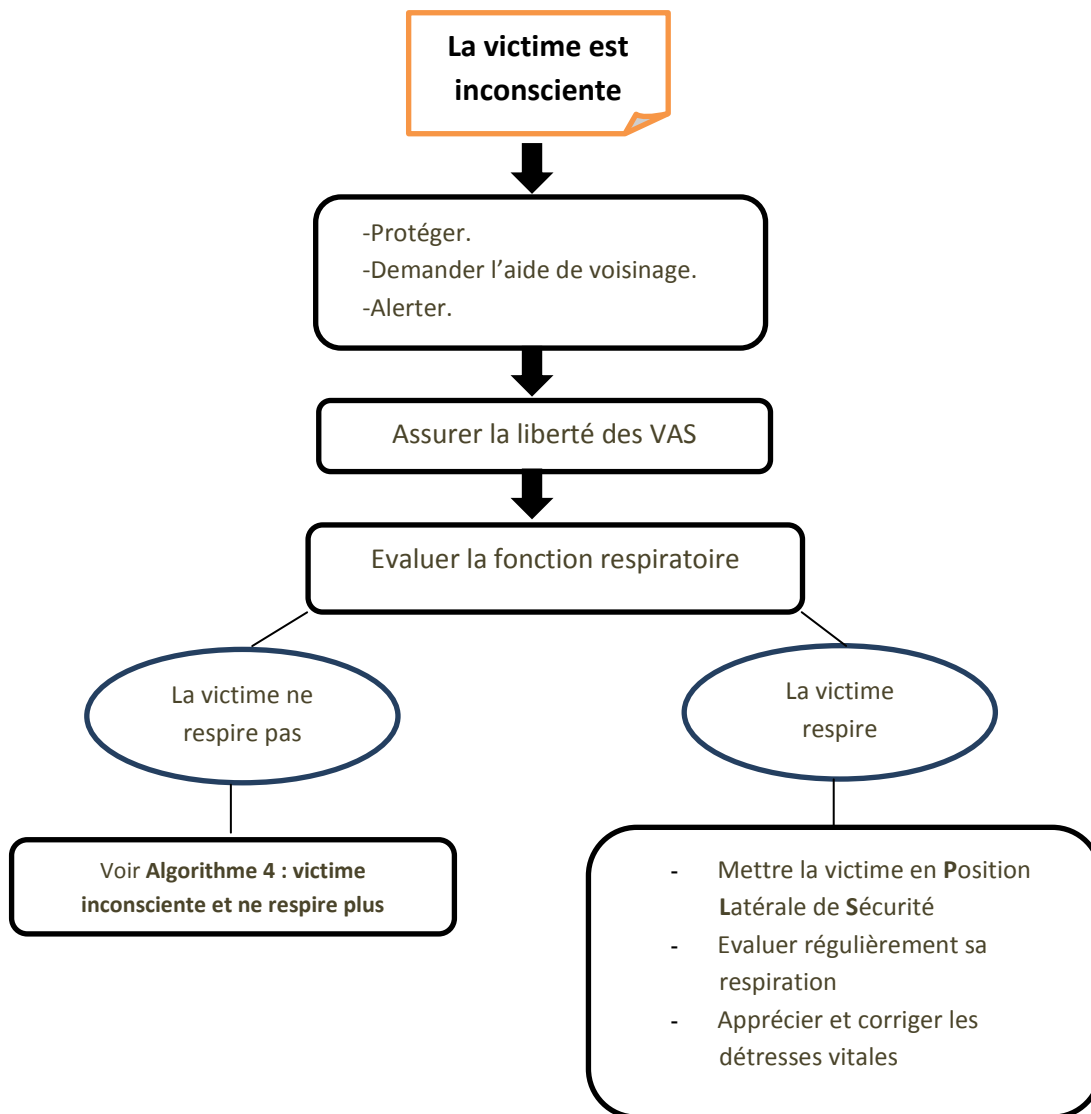 La victime est
inconsciente
-Protéger.
-Demander l’aide de voisinage.
-Alerter.
Assurer la liberté des VAS
Evaluer la fonction respiratoire
La victime ne
respire pas
La victime
respire
Voir Algorithme 4 : victime
inconsciente et ne respire plus
- Mettre la victime en Position
Latérale de Sécurité
- Evaluer régulièrement sa
respiration
- Apprécier et corriger les
détresses vitales